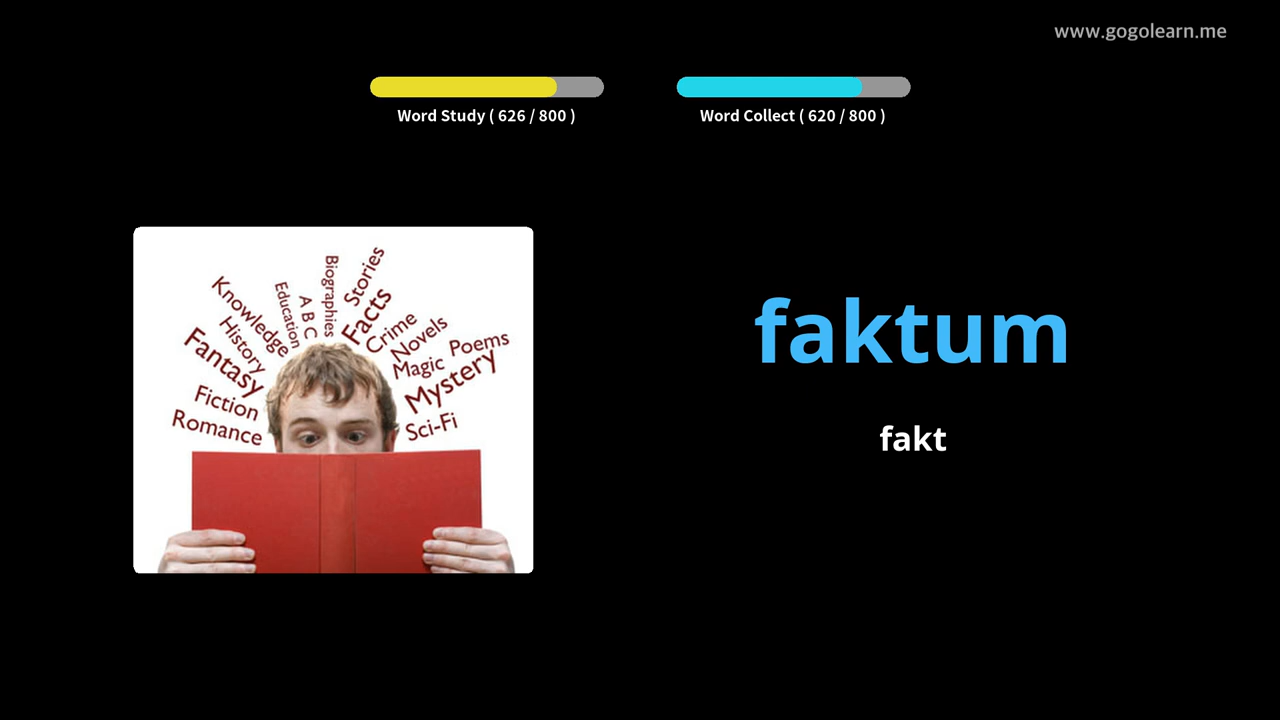 www.gogolearn.me
Word Study ( 626 / 800 )
Word Collect ( 620 / 800 )
faktum
fakt
Knowledge
Education
A B C
Biographies
Stories
Facts
Crime
Novels
Poems
History
Magic
Fantasy
Mystery
Fiction
Sci-Fi
Romance